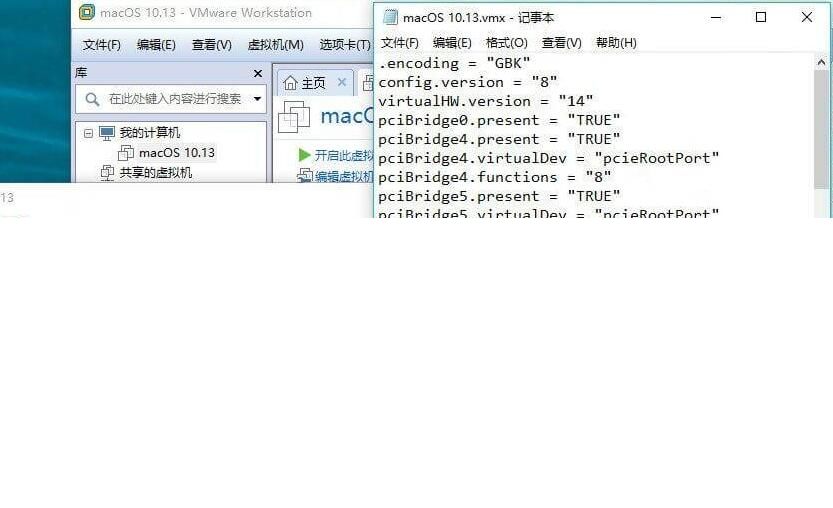 macOS 10.13 - VMware Workstation
文件(F) 编辑(E) 查看(V) 虚拟机(M) 选项卡(T)
库
在此处键入内容进行搜索
我的计算机
macOS 10.13
共享的虚拟机
主页
macO
开启此虚拟
编辑虚拟机
13
macOS 10.13.vmx - 记事本
文件(F) 编辑(E) 格式(O) 查看(V) 帮助(H)
.encoding = "GBK"
config.version = "8"
virtualHW.version = "14"
pciBridge0.present = "TRUE"
pciBridge4.present = "TRUE"
pciBridge4.virtualDev = "pcieRootPort"
pciBridge4.functions = "8"
pciBridge5.present = "TRUE"
pciBridge5.virtualDev = "pcieRootPort"